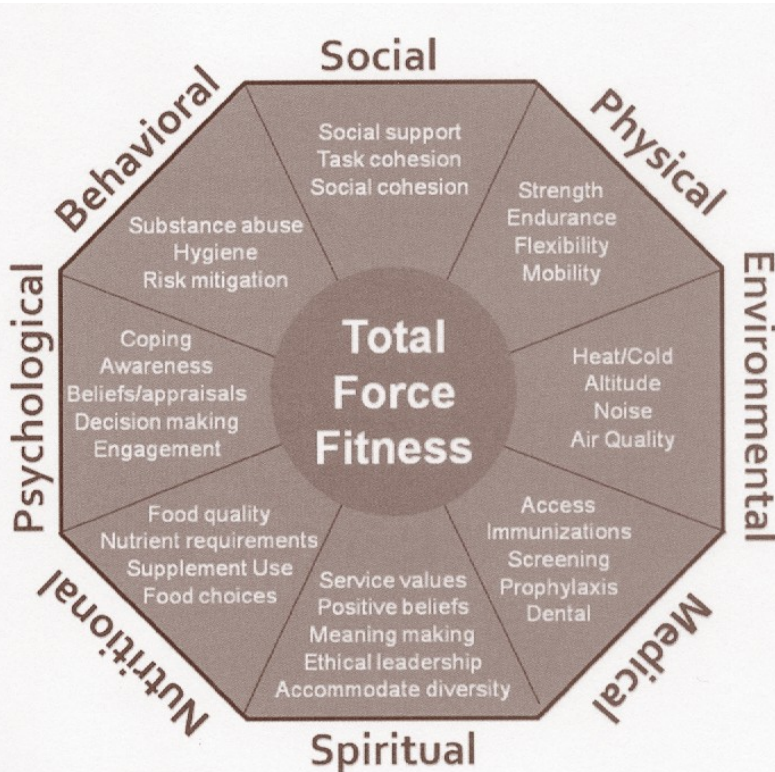 Social
Social support
Task cohesion
Social cohesion
Physical
Strength
Endurance
Flexibility
Mobility
Environmental
Heat/Cold
Altitude
Noise
Air Quality
Medical
Access
Immunizations
Screening
Prophylaxis
Dental
Spiritual
Service values
Positive beliefs
Meaning making
Ethical leadership
Accommodate diversity
Nutritional
Food quality
Nutrient requirements
Supplement Use
Food choices
Psychological
Coping
Awareness
Beliefs/appraisals
Decision making
Engagement
Behavioral
Substance abuse
Hygiene
Risk mitigation
Total
Force
Fitness